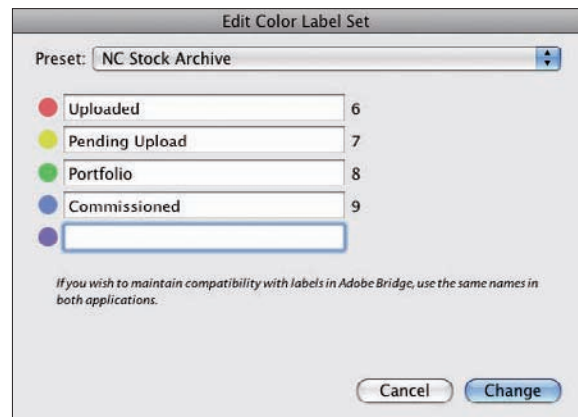 Edit Color Label Set
Preset: NC Stock Archive
Uploaded 6
Pending Upload 7
Portfolio 8
Commissioned 9
If you wish to maintain compatibility with labels in Adobe Bridge, use the same names in
both applications.
Cancel Change